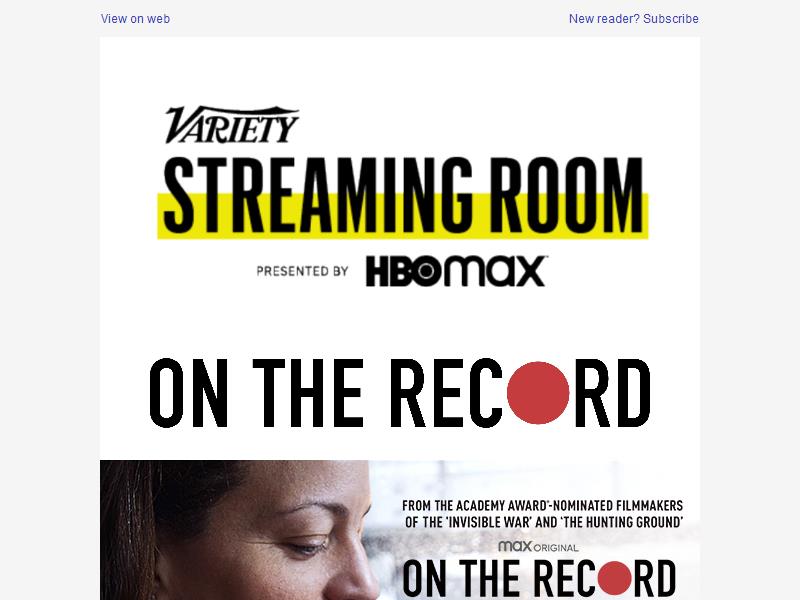 View on web
New reader? Subscribe
VARIETY
STREAMING ROOM
PRESENTED BY HBOmax
ON THE RECORD
FROM THE ACADEMY AWARD®-NOMINATED FILMMAKERS
OF THE 'INVISIBLE WAR' AND 'THE HUNTING GROUND'
max ORIGINAL
ON THE RECORD